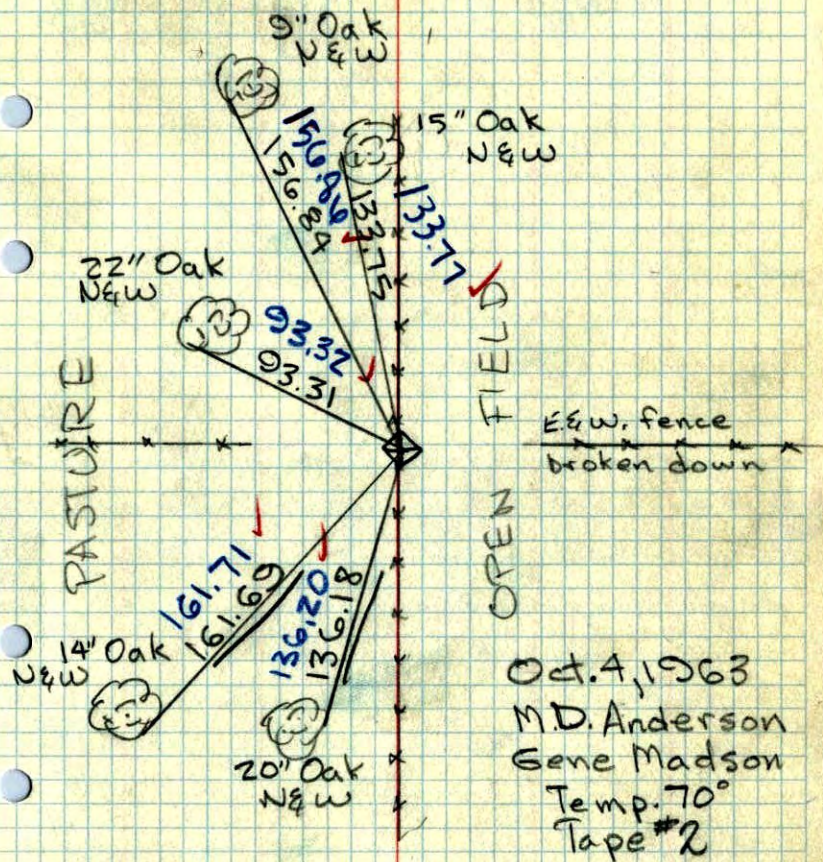 9" Oak
N&W
15" Oak
N&W
156.86
156.84
133.75
133.77
22" Oak
N&W
93.32
93.31
PASTURE
OPEN FIELD
E.&W. fence
broken down
161.71
161.69
136.20
136.18
14" Oak
N&W
20" Oak
N&W
Oct. 4, 1963
M.D. Anderson
Gene Madson
Temp. 70°
Tape #2